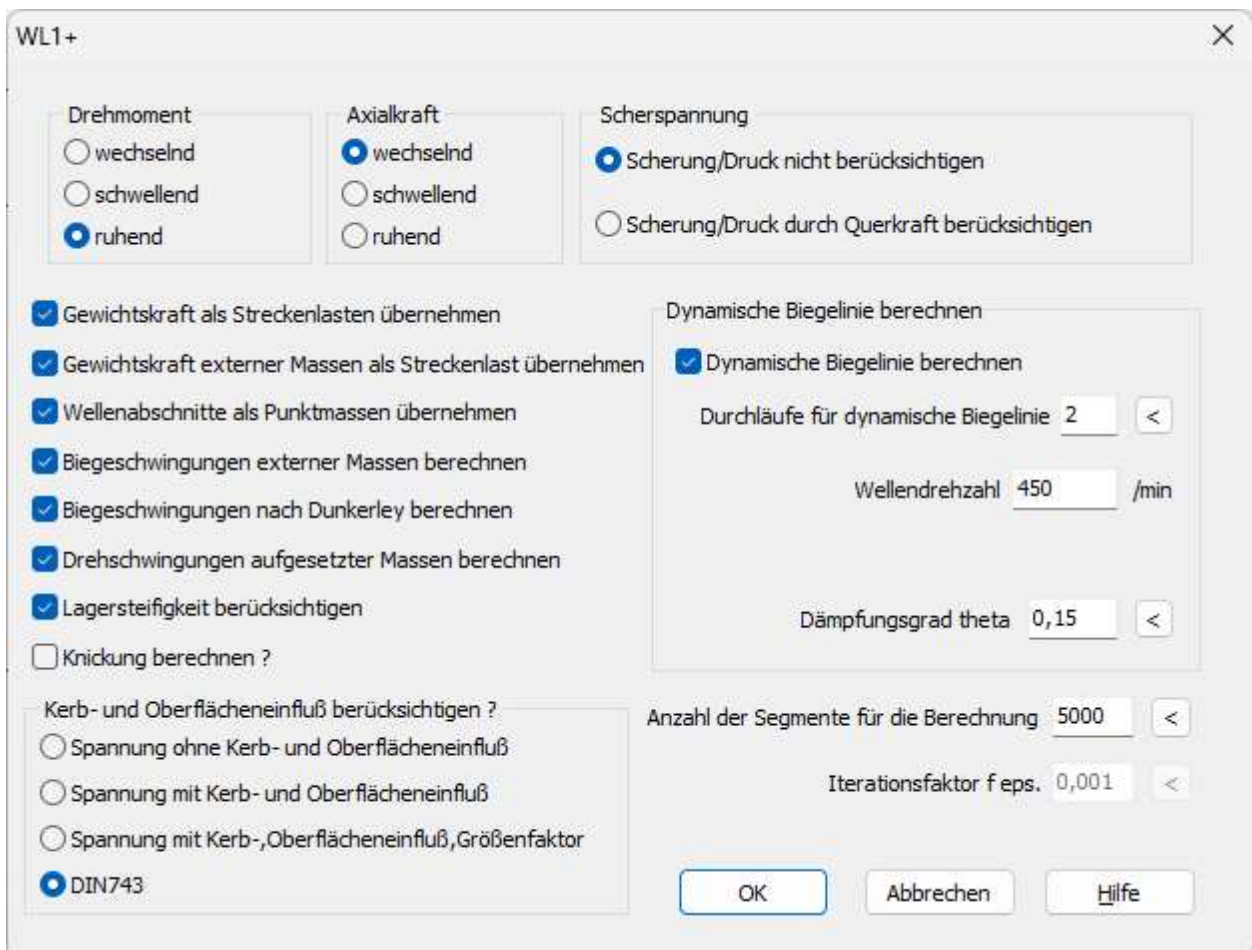 WL1+
Drehmoment
wechselnd
schwellend
ruhend
Axialkraft
wechselnd
schwellend
ruhend
Scherspannung
Scherung/Druck nicht berücksichtigen
Scherung/Druck durch Querkraft berücksichtigen
Gewichtskraft als Streckenlasten übernehmen
Gewichtskraft externer Massen als Streckenlast übernehmen
Wellenabschnitte als Punktmassen übernehmen
Biegeschwingungen externer Massen berechnen
Biegeschwingungen nach Dunkerley berechnen
Drehschwingungen aufgesetzter Massen berechnen
Lagersteifigkeit berücksichtigen
Knickung berechnen ?
Dynamische Biegelinie berechnen
Dynamische Biegelinie berechnen
Durchläufe für dynamische Biegelinie 2 <
Wellendrehzahl 450 /min
Dämpfungsgrad theta 0,15 <
Kerb- und Oberflächeneinfluß berücksichtigen ?
Spannung ohne Kerb- und Oberflächeneinfluß
Spannung mit Kerb- und Oberflächeneinfluß
Spannung mit Kerb-,Oberflächeneinfluß,Größenfaktor
DIN743
Anzahl der Segmente für die Berechnung 5000 <
Iterationsfaktor f eps. 0,001 <
OK
Abbrechen
Hilfe